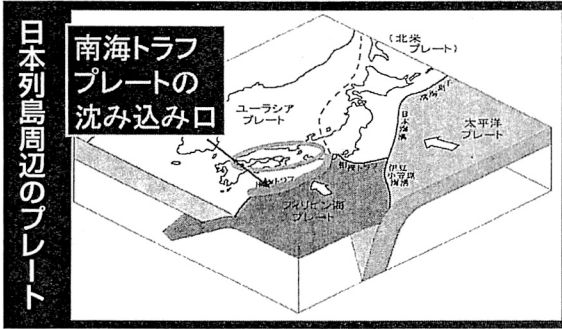 日本列島周辺のプレート
南海トラフ
プレートの
沈み込み口
(北米
プレート)
ユーラシア
プレート
日本海溝
太平洋
プレート
相模トラフ
伊豆
小笠原
海溝
フィリピン海
プレート